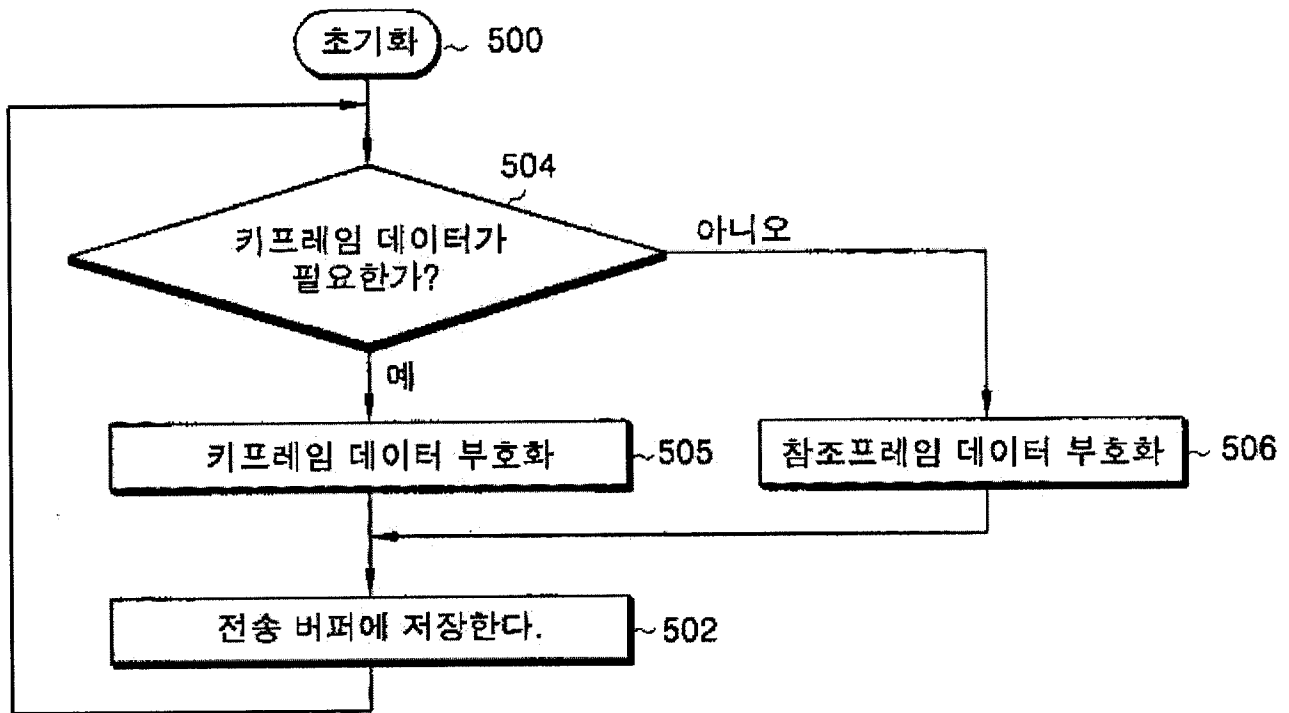 초기화 500
504
키프레임 데이터가
필요한가?
아니오
예
키프레임 데이터 부호화 505
참조프레임 데이터 부호화 506
전송 버퍼에 저장한다. 502